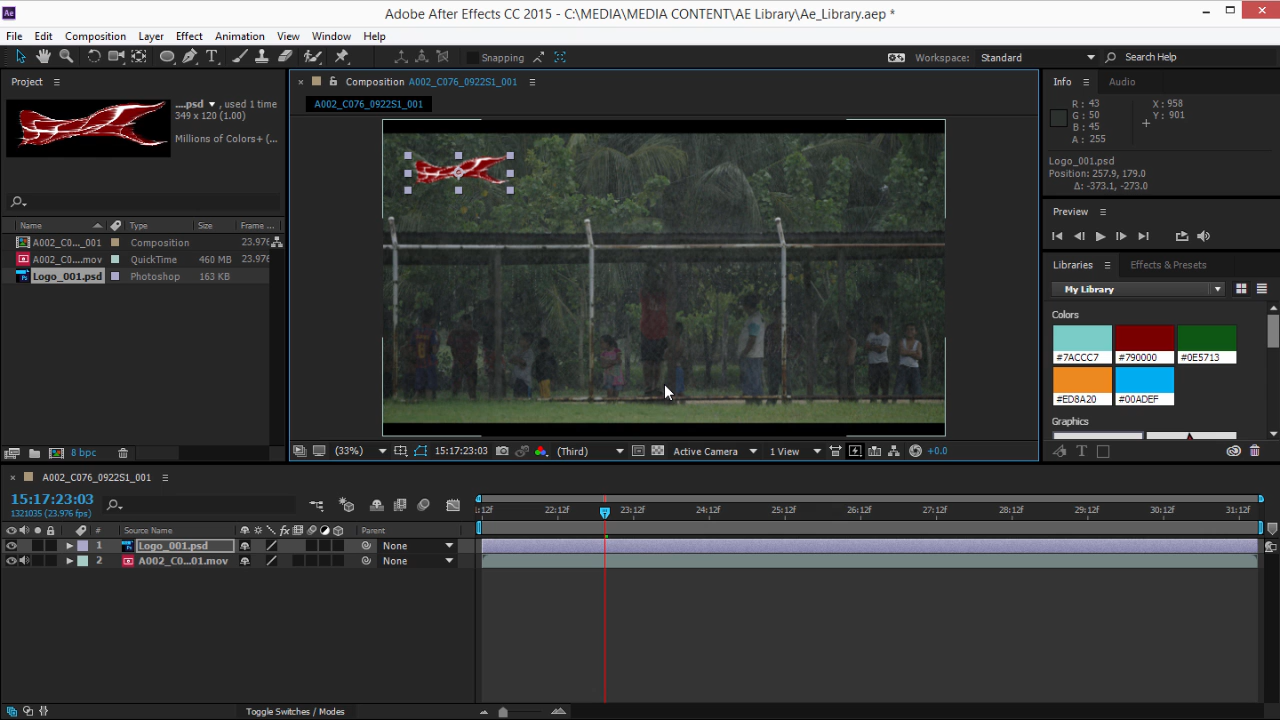 Ae Adobe After Effects CC 2015 - C:\MEDIA\MEDIA CONTENT\AE Library\Ae_Library.aep *
File Edit Composition Layer Effect Animation View Window Help
Snapping Workspace: Standard Search Help
Project
....psd , used 1 time
349 x 120 (1.00)
Millions of Colors+ (...
Name Type Size Frame ...
A002_C0..._001 Composition 23.976
A002_C0....mov QuickTime 460 MB 23.976
Logo_001.psd Photoshop 163 KB
8 bpc
Composition A002_C076_0922S1_001
A002_C076_0922S1_001
(33%) 15:17:23:03 (Third) Active Camera 1 View +0.0
Info Audio
R: 43 X: 958
G: 50 Y: 901
B: 45
A: 255
Logo_001.psd
Position: 257.9, 179.0
Δ: -373.1, -273.0
Preview
Libraries Effects & Presets
My Library
Colors
#7ACCC7 #790000 #0E5713
#ED8A20 #00ADEF
Graphics
A002_C076_0922S1_001
15:17:23:03
1321035 (23.976 fps)
:12f 22:12f 23:12f 24:12f 25:12f 26:12f 27:12f 28:12f 29:12f 30:12f 31:12f
# Source Name Parent
1 Logo_001.psd None
2 A002_C0...01.mov None
Toggle Switches / Modes